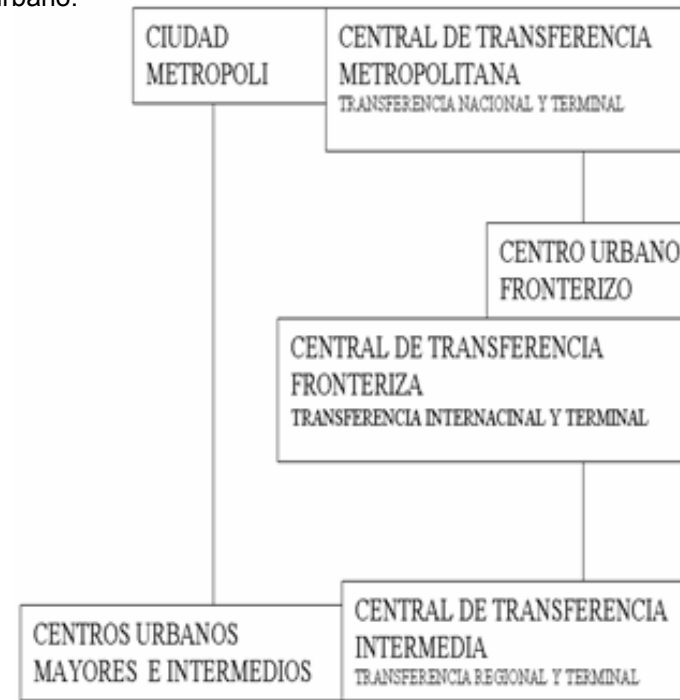 urbano.
CIUDAD
METROPOLI
CENTRAL DE TRANSFERENCIA
METROPOLITANA
TRANSFERENCIA NACIONAL Y TERMINAL
CENTRO URBANO
FRONTERIZO
CENTRAL DE TRANSFERENCIA
FRONTERIZA
TRANSFERENCIA INTERNACINAL Y TERMINAL
CENTROS URBANOS
MAYORES E INTERMEDIOS
CENTRAL DE TRANSFERENCIA
INTERMEDIA
TRANSFERENCIA REGIONAL Y TERMINAL